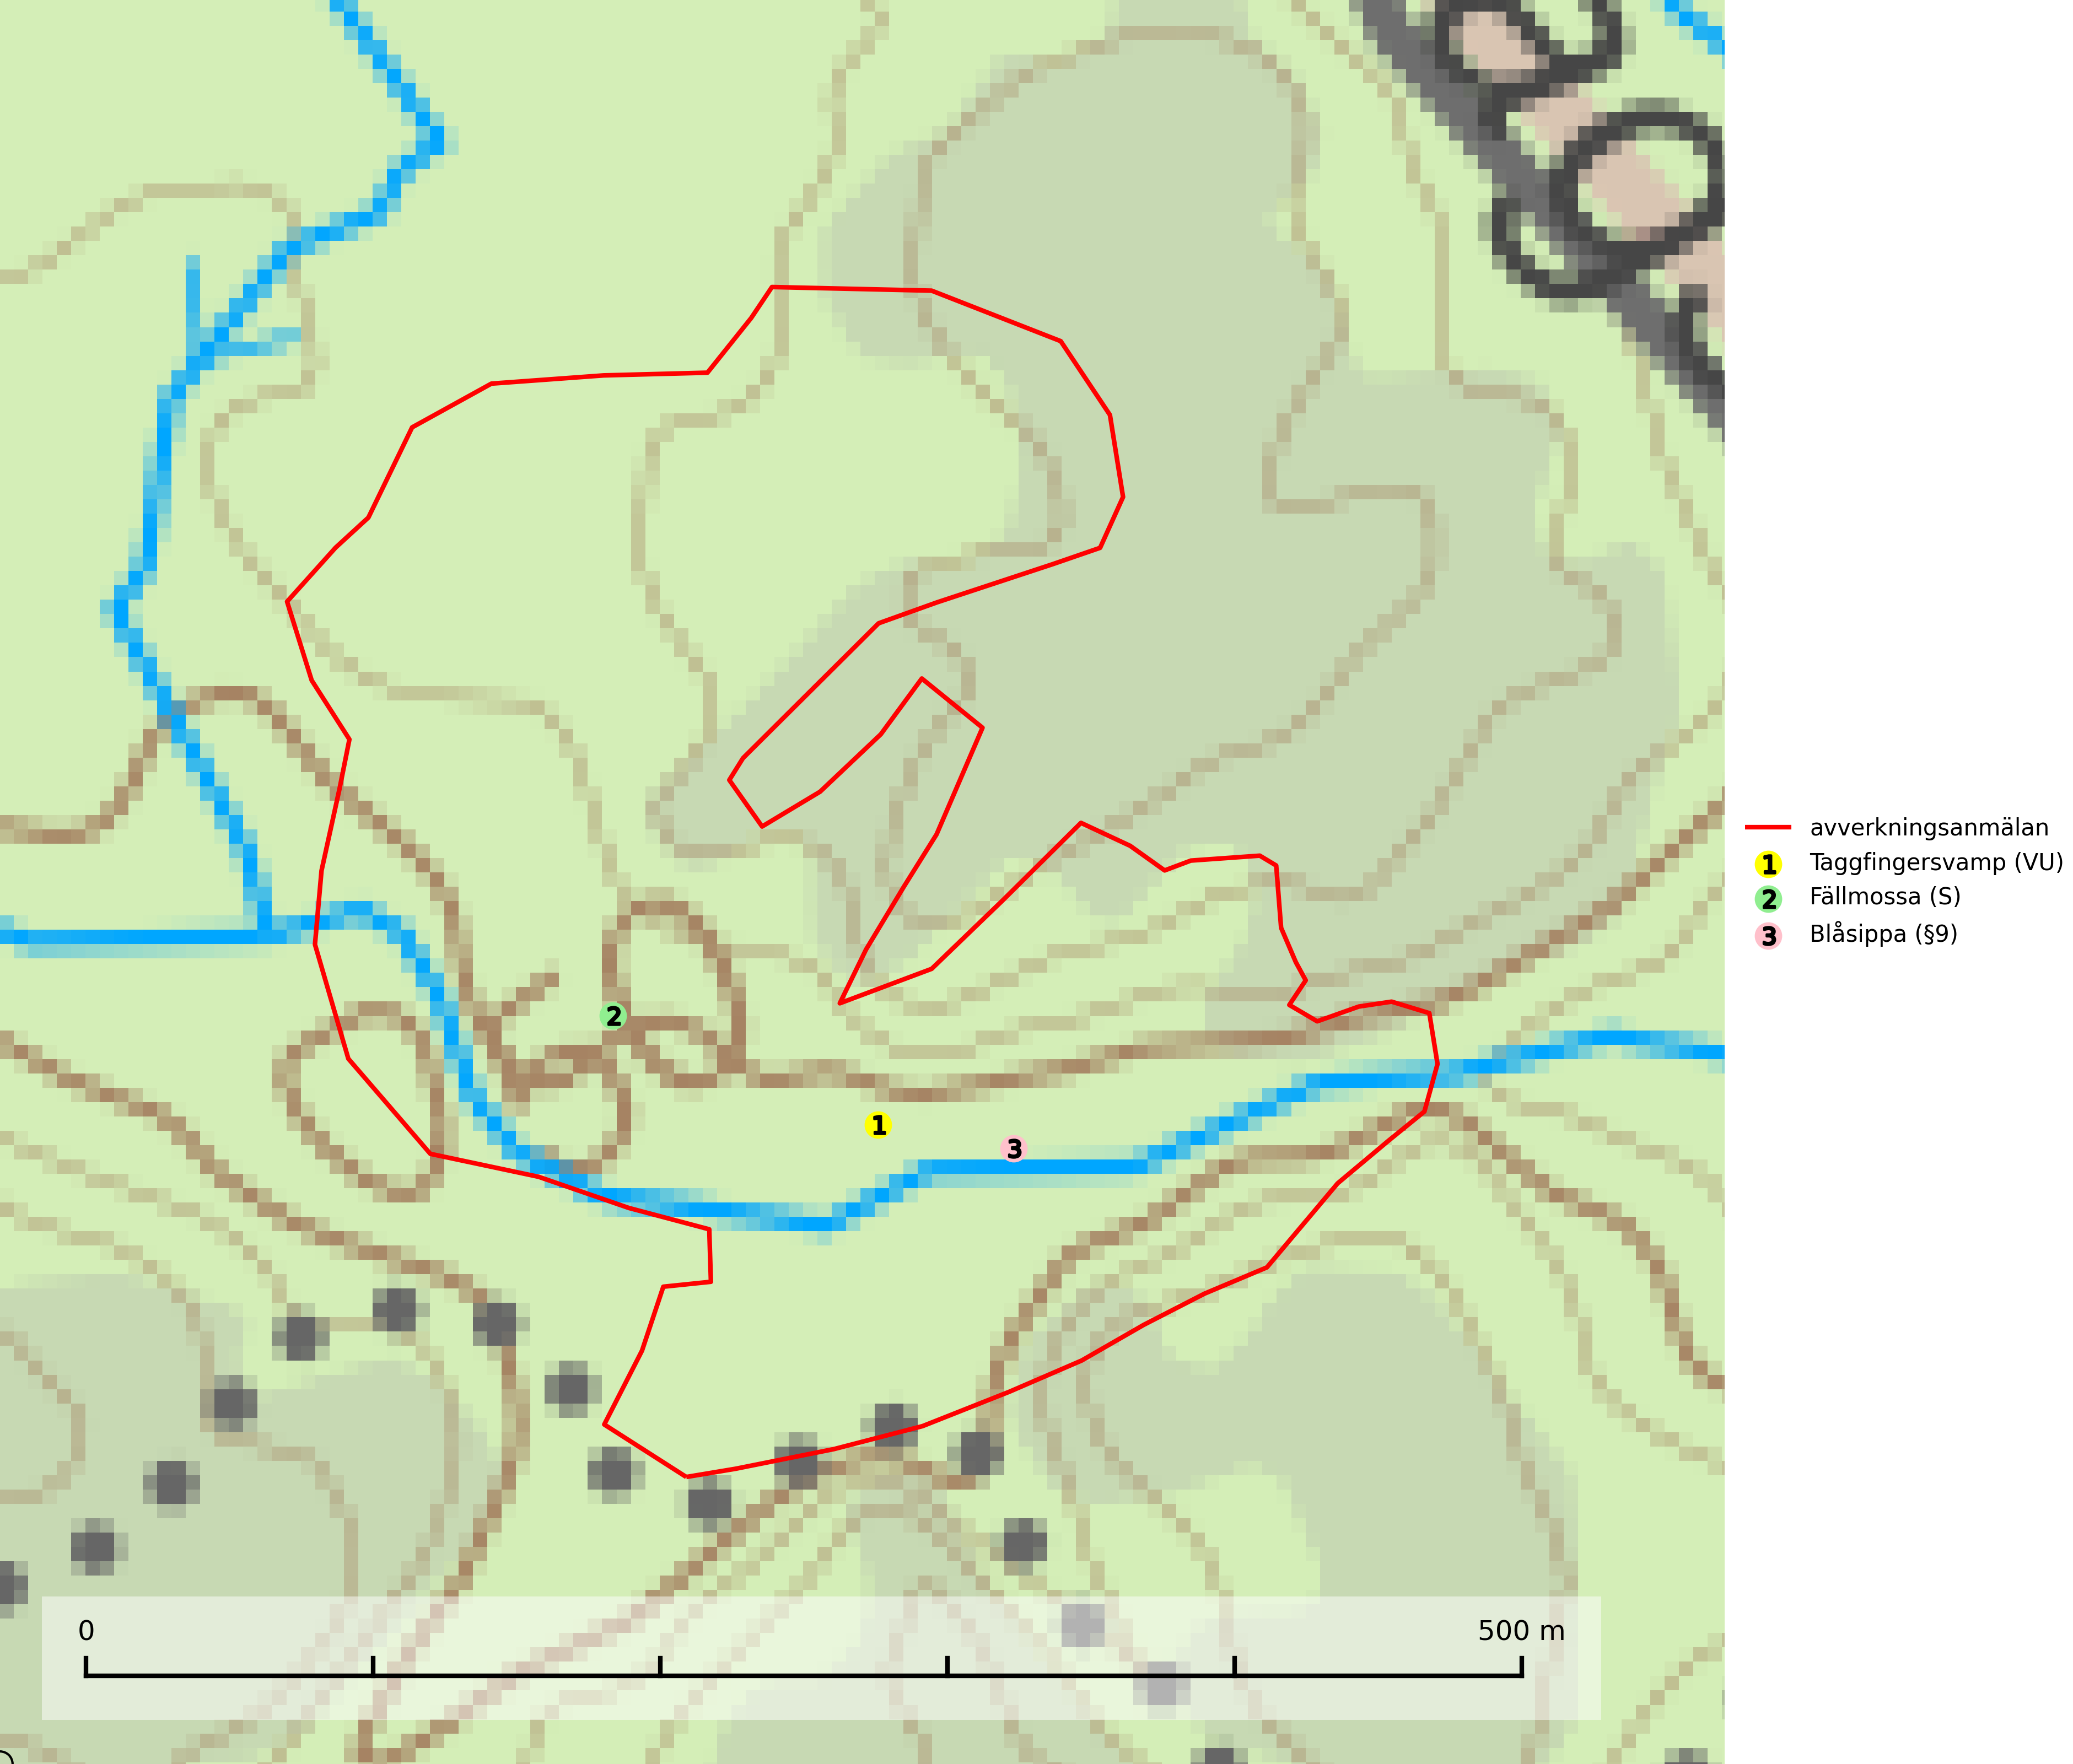 avverkningsanmälan
1 Taggfingersvamp (VU)
2 Fällmossa (S)
3 Blåsippa (§9)
2
1
3
0 500 m